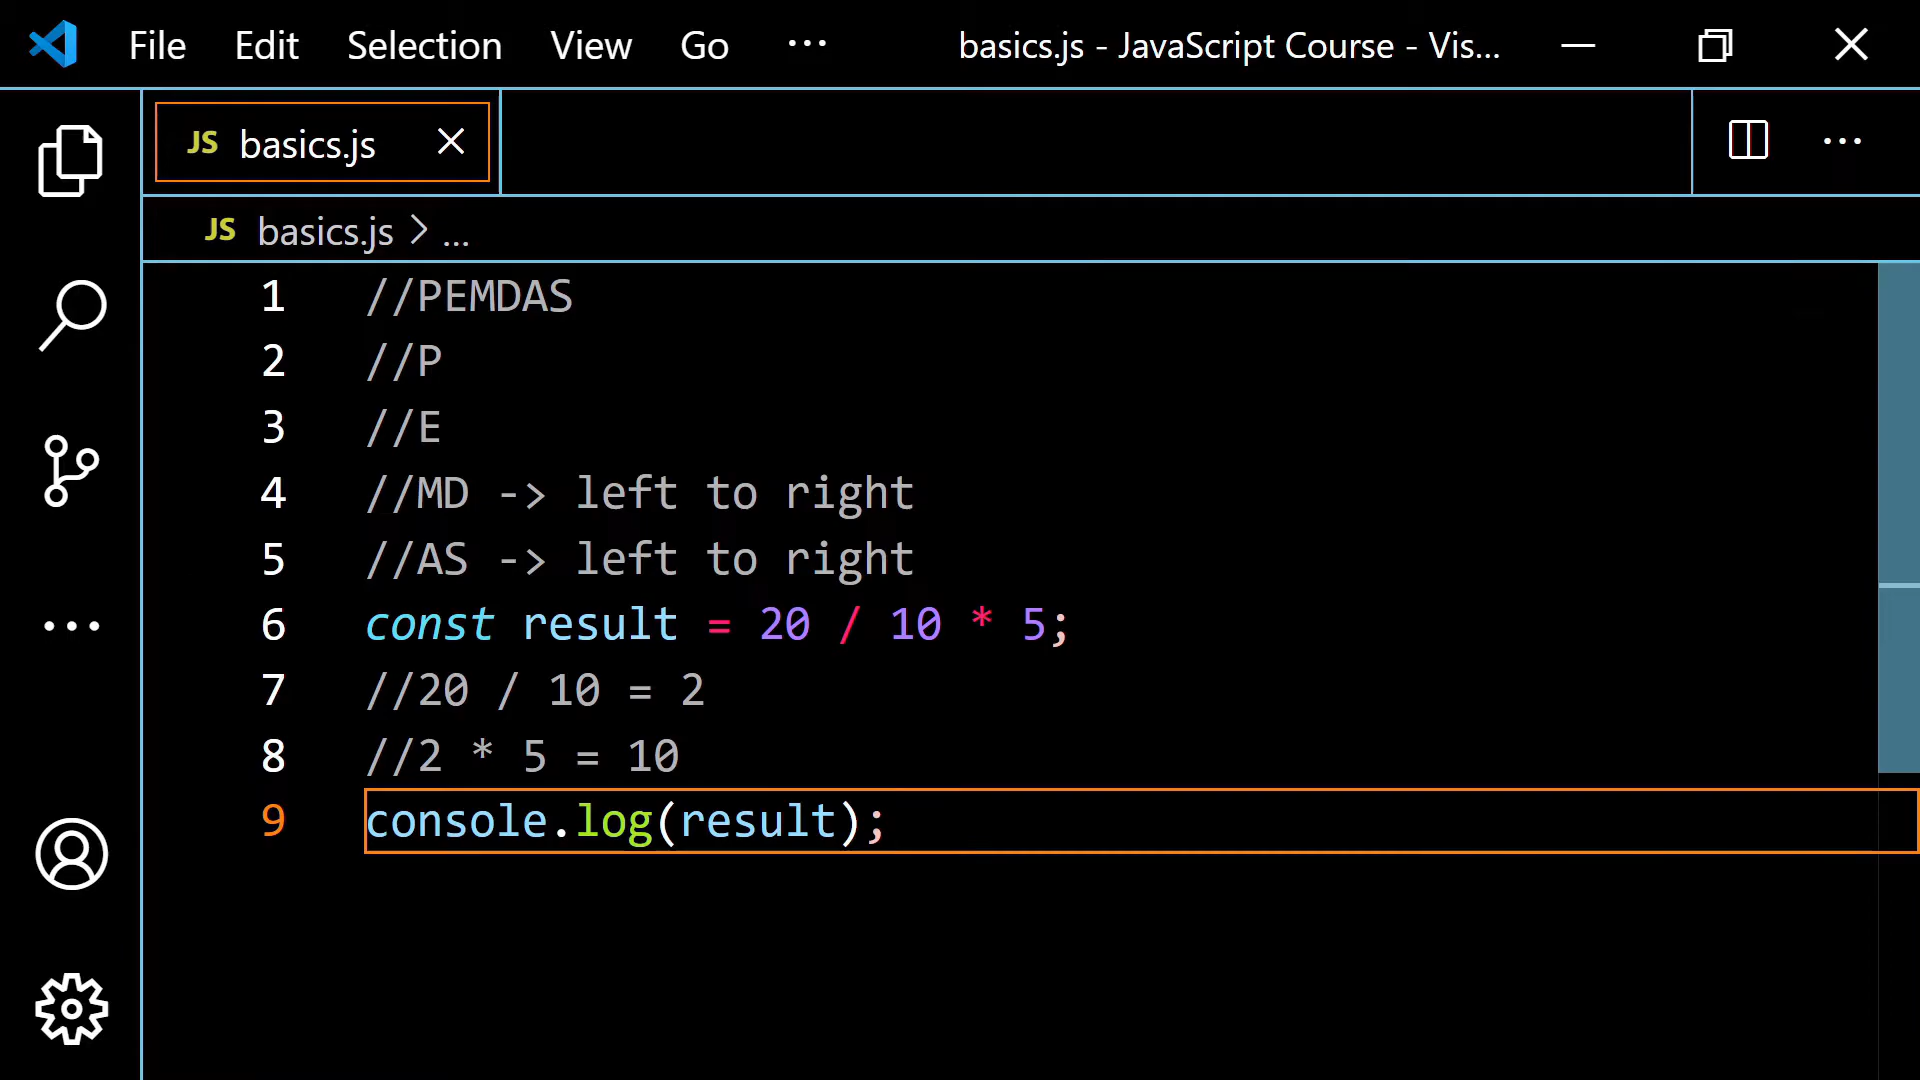 File Edit Selection View Go ... basics.js - JavaScript Course - Vis...
JS basics.js
JS basics.js > ...
1 //PEMDAS
2 //P
3 //E
4 //MD -> left to right
5 //AS -> left to right
6 const result = 20 / 10 * 5;
7 //20 / 10 = 2
8 //2 * 5 = 10
9 console.log(result);